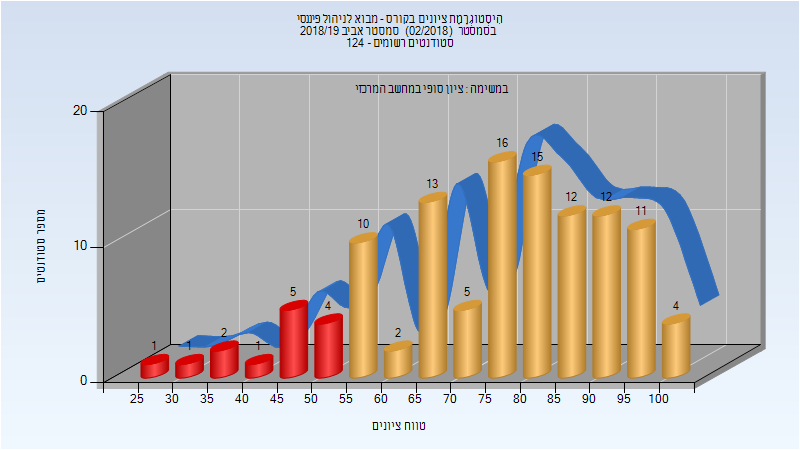 היסטוגרמת ציונים בקורס - מבוא לניהול פיננסי
בסמסטר (02/2018) סמסטר אביב 2018/19
סטודנטים רשומים - 124
במשימה : ציון סופי במחשב המרכזי
מספר סטודנטים
20
10
0
1
1
2
1
5
4
10
2
13
5
16
15
12
12
11
4
25 30 35 40 45 50 55 60 65 70 75 80 85 90 95 100
טווח ציונים